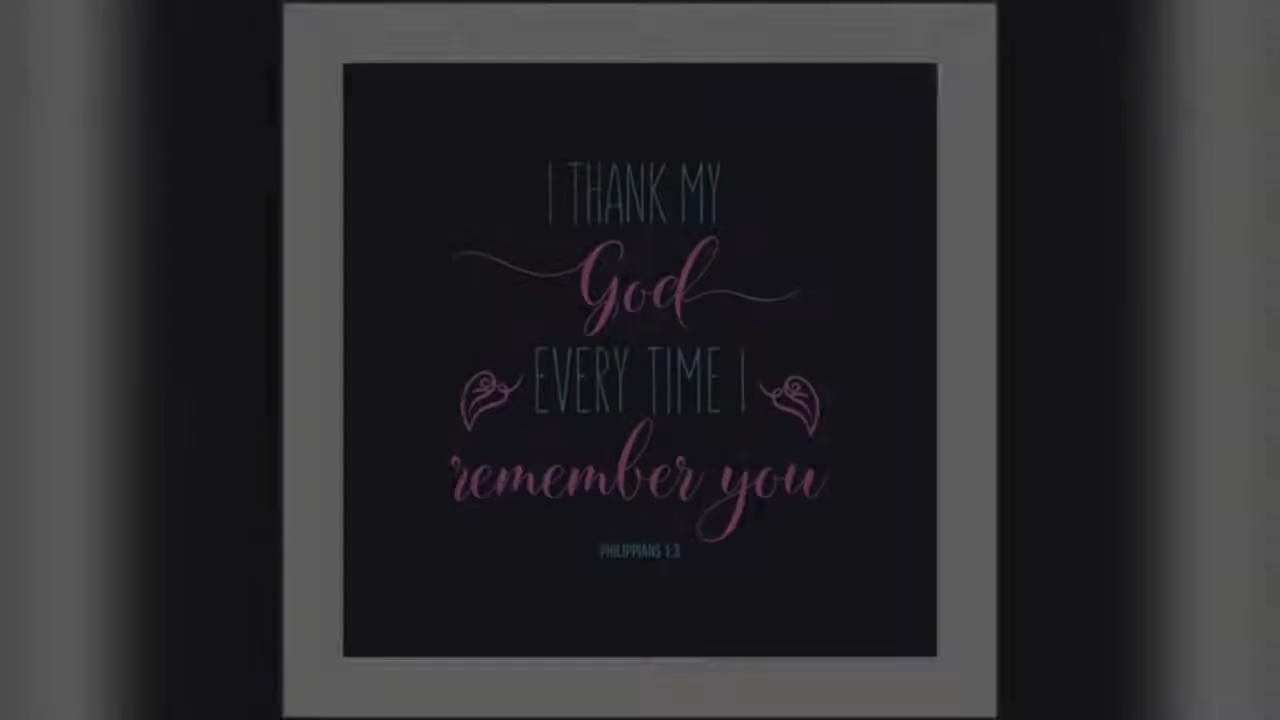 I THANK MY
God
EVERY TIME I
remember you
PHILIPPIANS 1:3